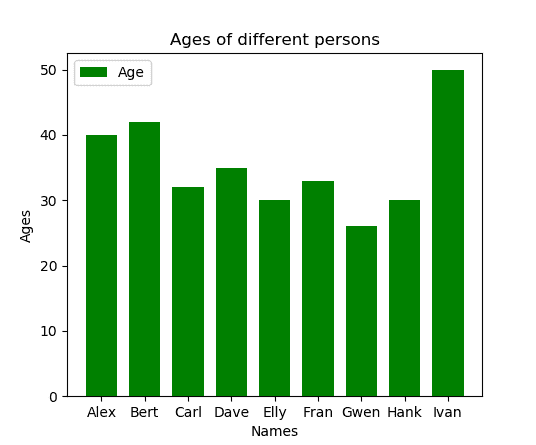 Ages of different persons
Age
50
40
30
20
10
0
Ages
Alex Bert Carl Dave Elly Fran Gwen Hank Ivan
Names